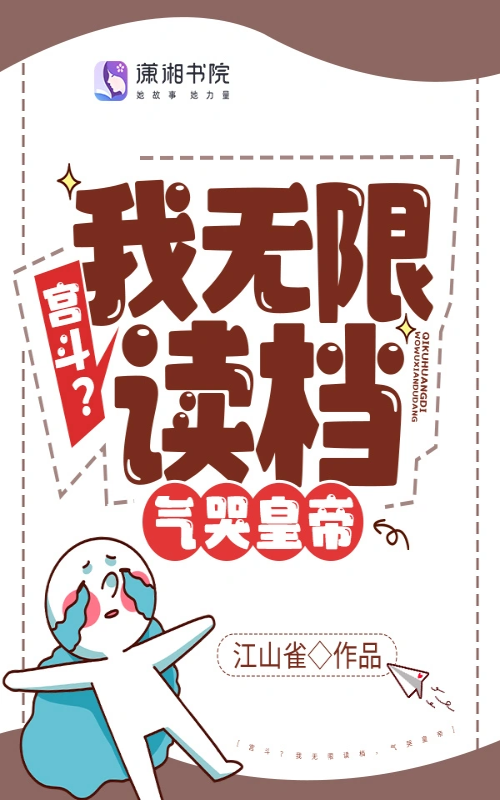 潇湘书院
她故事 她力量
宫斗?
我无限
读档
QIKUHUANGDI
WOWUXIANDUDANG
气哭皇帝
江山雀◇作品
[宫斗?我无限读档,气哭皇帝]